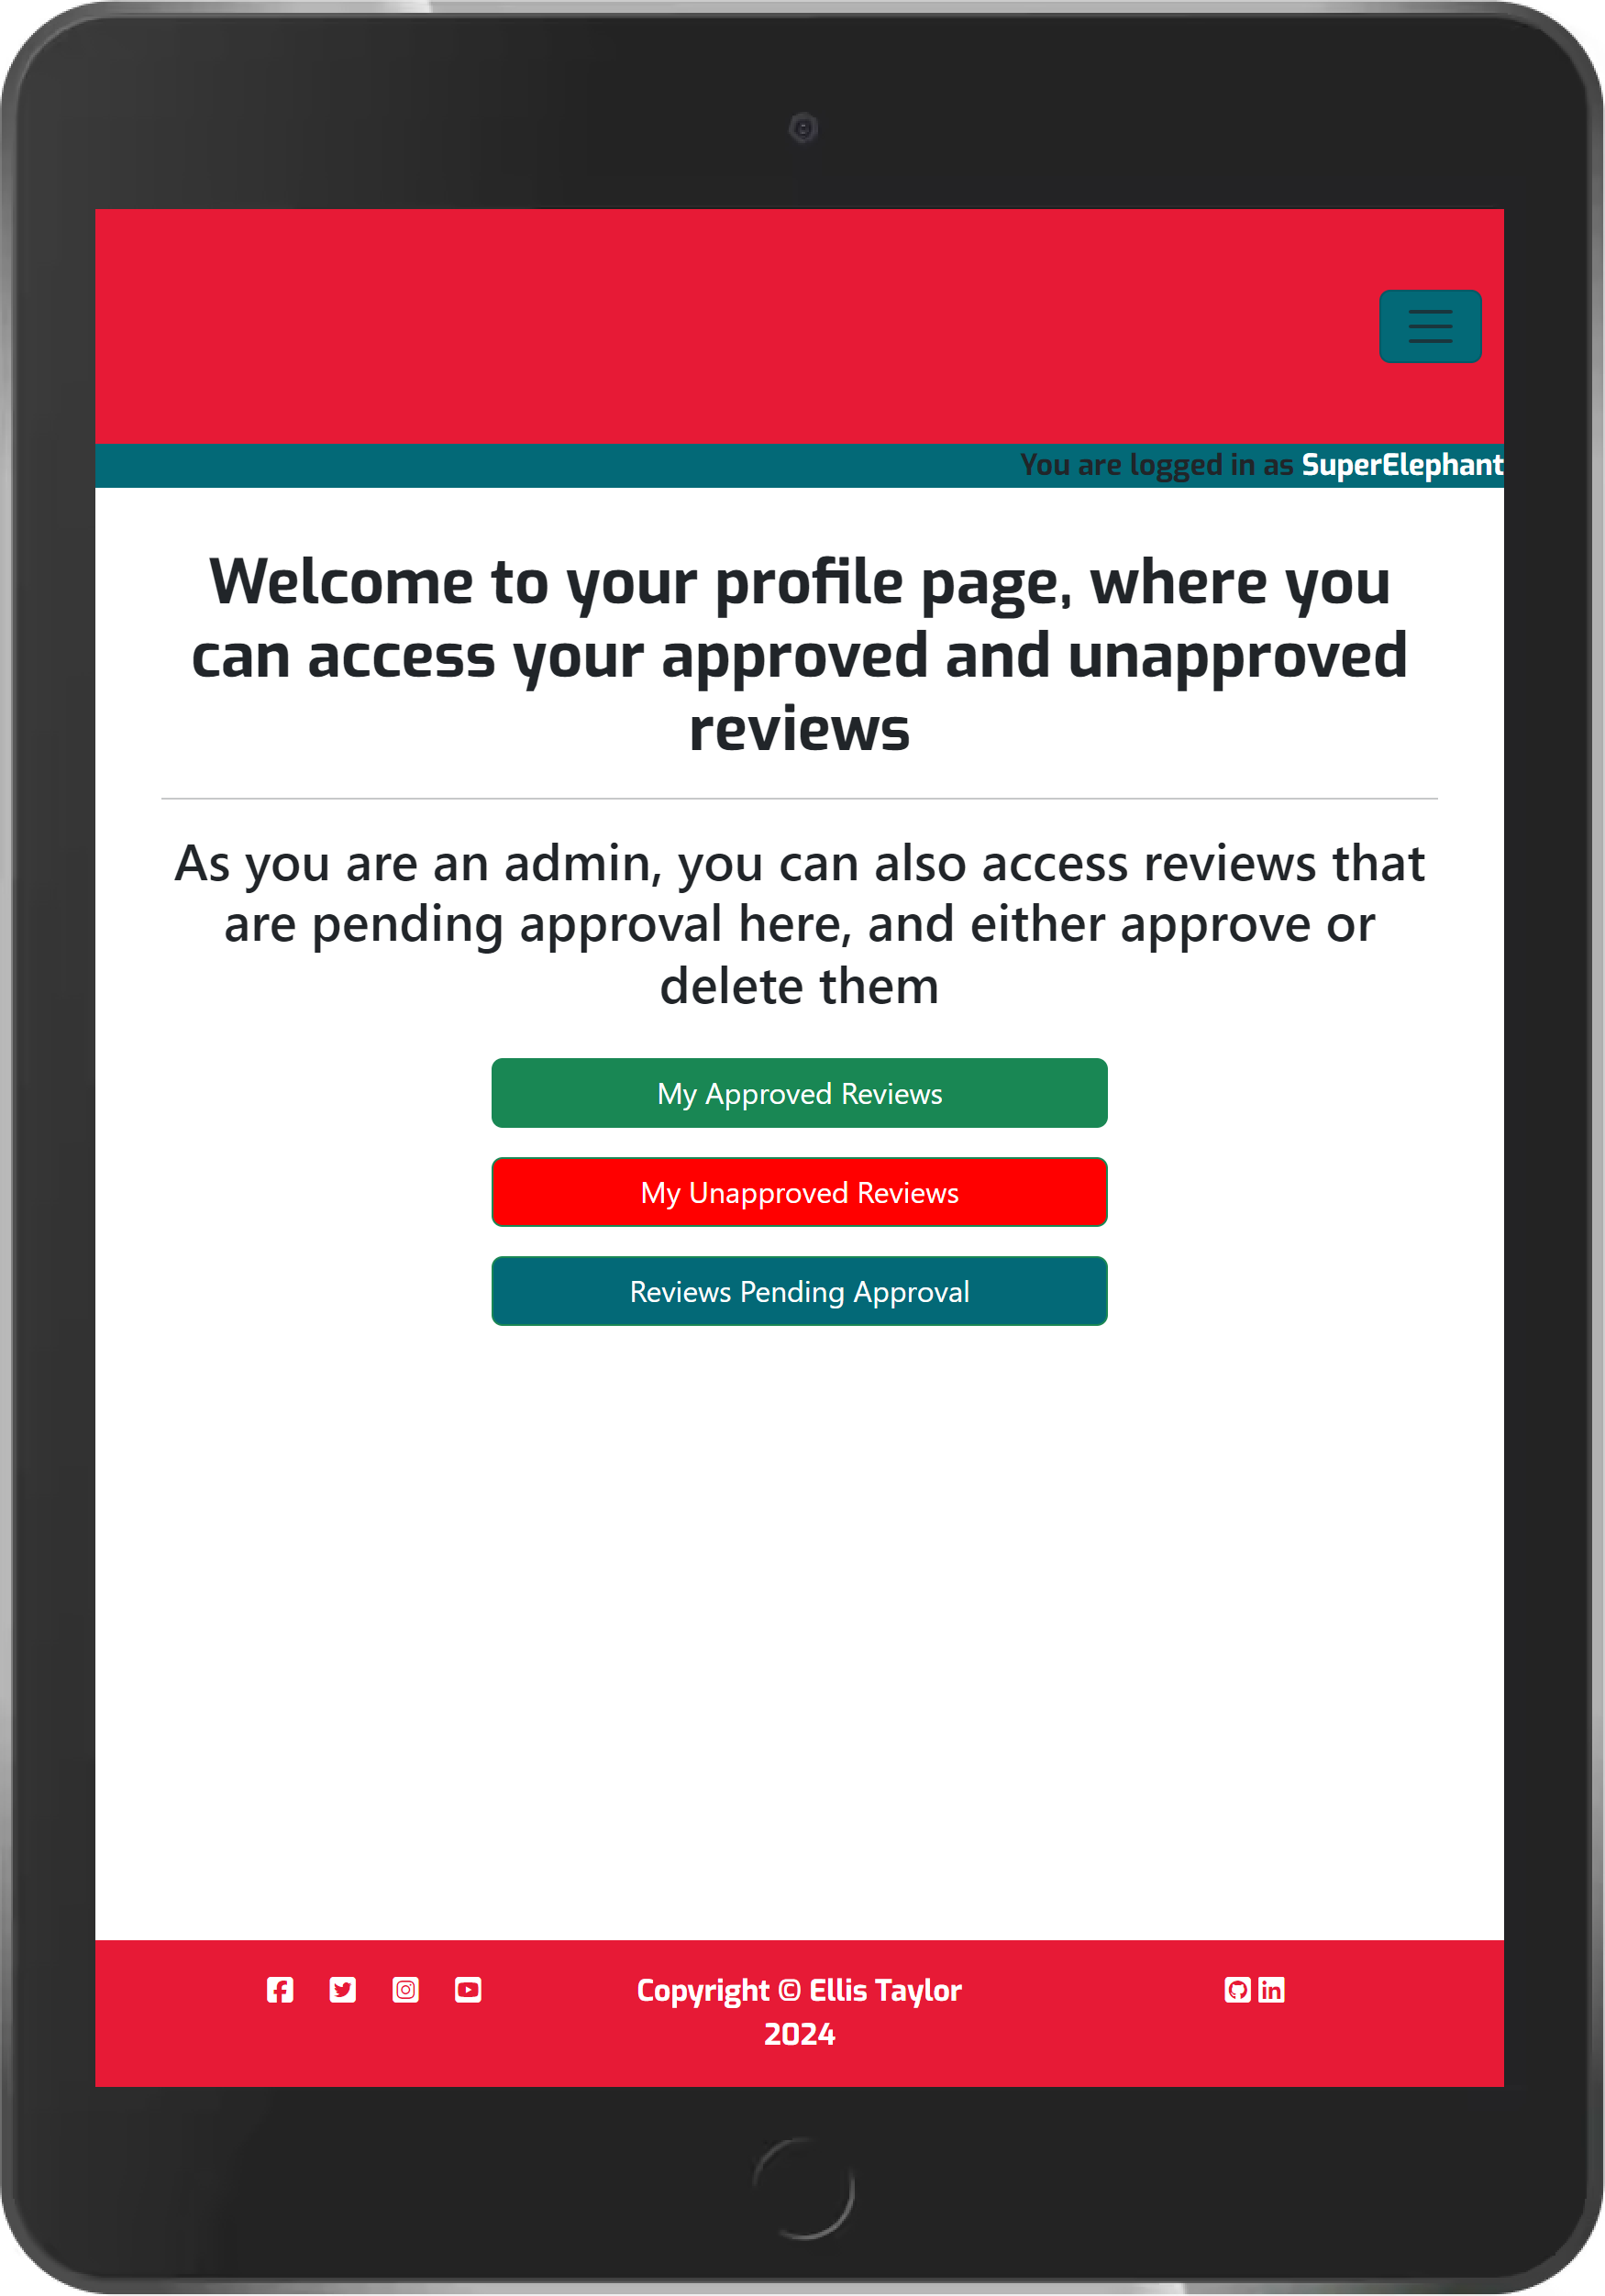 You are logged in as SuperElephant
Welcome to your profile page, where you
can access your approved and unapproved
reviews
As you are an admin, you can also access reviews that
are pending approval here, and either approve or
delete them
My Approved Reviews
My Unapproved Reviews
Reviews Pending Approval
Copyright © Ellis Taylor
2024